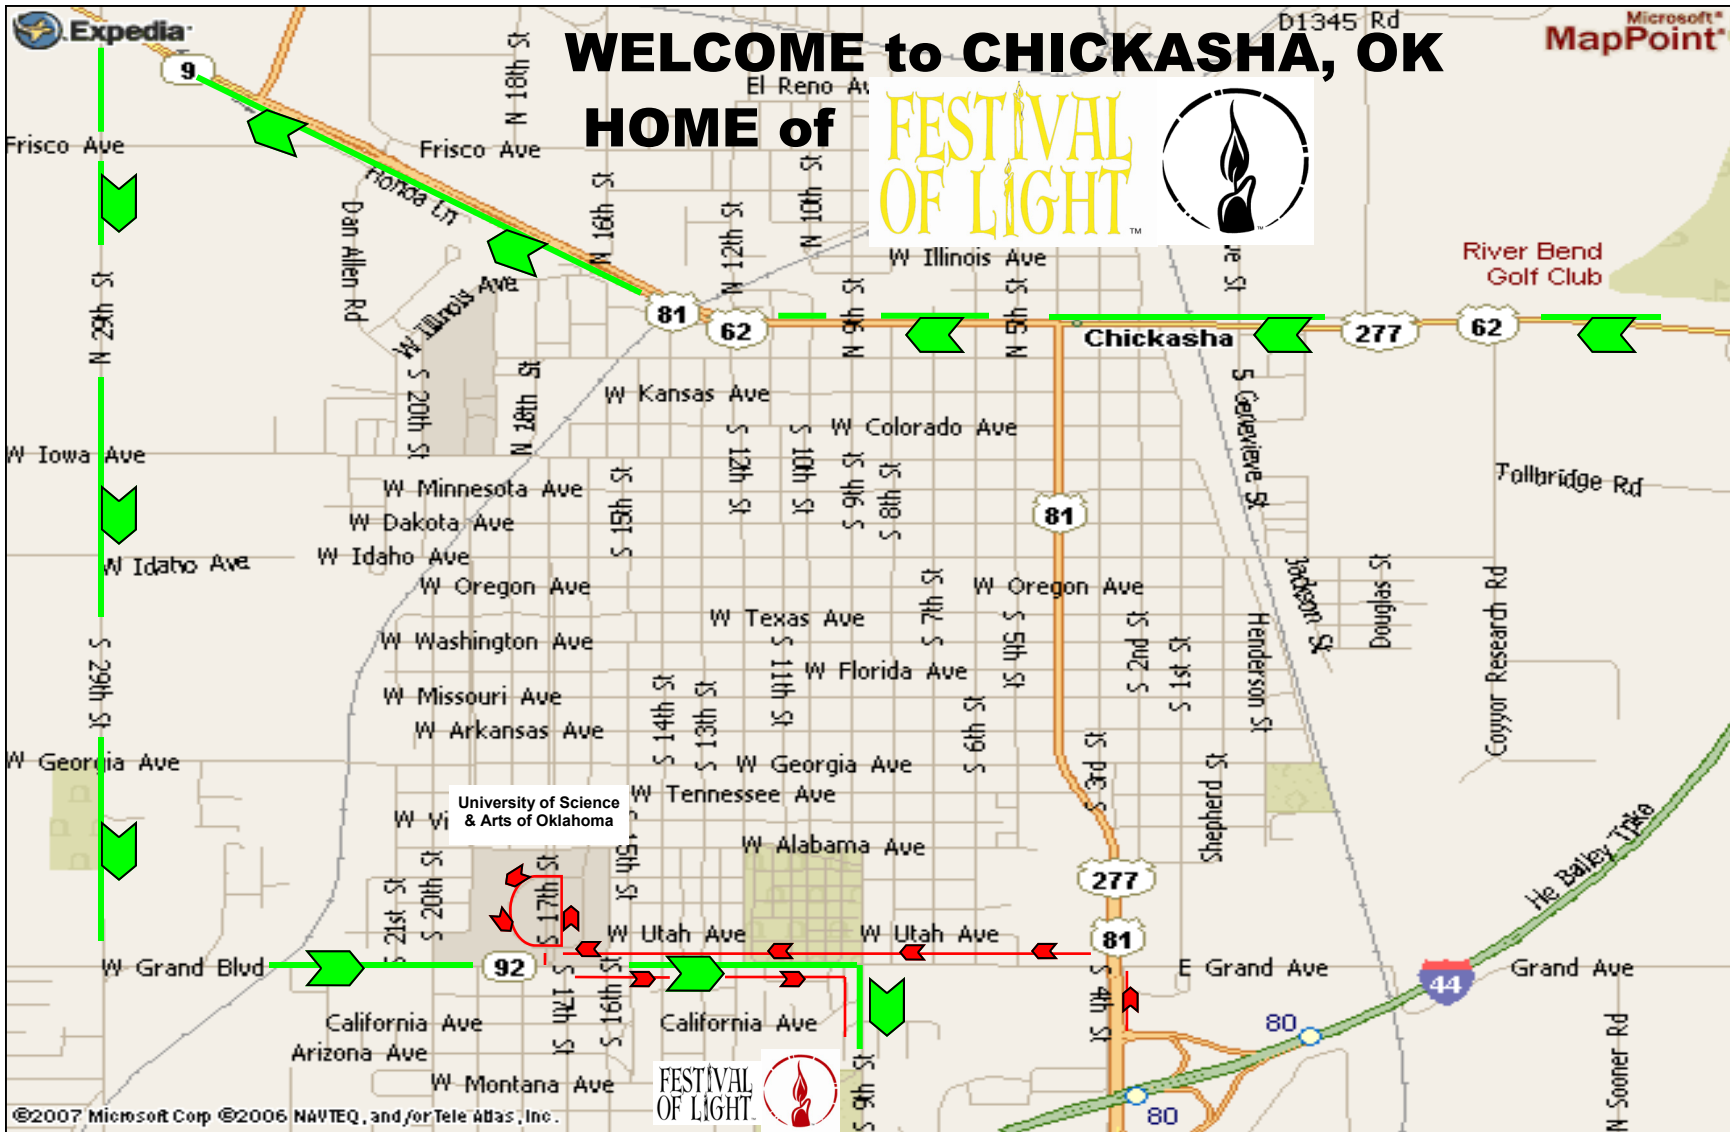 Expedia
WELCOME to CHICKASHA, OK
HOME of
FESTIVAL
OF LIGHT
™
D1345 Rd
Microsoft®
MapPoint®
9
El Reno Av
N 18th St
Frisco Ave
Frisco Ave
Honda Ln
Dan Allen Rd
N 16th St
N 12th St
N 10th St
W Illinois Ave
River Bend
Golf Club
N 29th St
W Illinois Ave
81
62
Chickasha
277
62
N 18th St
S 20th St
W Kansas Ave
W Colorado Ave
S Genevieve St
W Iowa Ave
W Minnesota Ave
W Dakota Ave
W Idaho Ave
W Idaho Ave
S 15th St
S 12th St
S 10th St
S 8th St
81
Tollbridge Rd
W Oregon Ave
W Oregon Ave
W Texas Ave
S 7th St
S 5th St
S 2nd St
S 1st St
Henderson St
Jackson St
Douglas St
Coyyor Research Rd
S 29th St
W Washington Ave
W Florida Ave
S 11th St
W Missouri Ave
W Arkansas Ave
S 14th St
S 13th St
S 6th St
W Georgia Ave
W Georgia Ave
S 3rd St
Shepherd St
W Tennessee Ave
University of Science
& Arts of Oklahoma
W Vi
W Alabama Ave
277
He Bailey Tpke
S 21st St
S 20th St
S 17th St
S 15th St
W Utah Ave
W Utah Ave
81
W Grand Blvd
92
E Grand Ave
Grand Ave
44
S 17th St
S 16th St
S 4th St
California Ave
California Ave
80
Arizona Ave
W Montana Ave
FESTIVAL
OF LIGHT
S 9th St
80
N Sooner Rd
©2007 Microsoft Corp ©2006 NAVTEQ, and/or Tele Atlas, Inc.